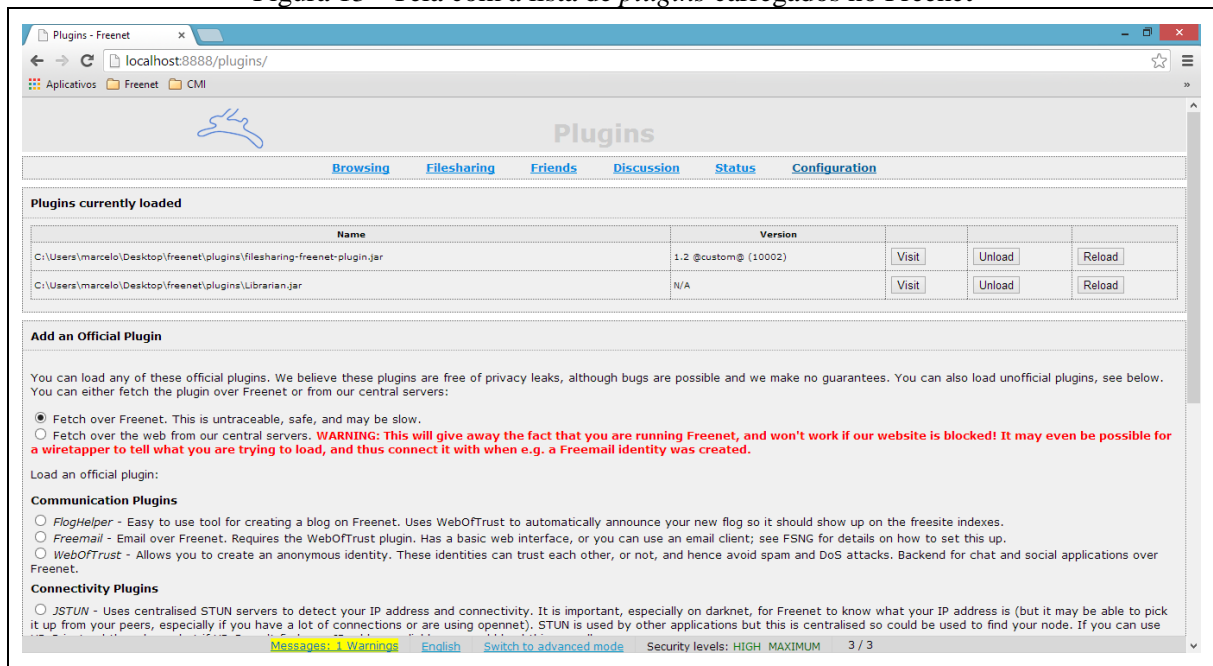 Figura 15 - Tela com a lista de plugins carregados no Freenet
Plugins - Freenet
localhost:8888/plugins/
Aplicativos Freenet CMI
Plugins
Browsing Filesharing Friends Discussion Status Configuration
Plugins currently loaded
Name Version
C:\Users\marcelo\Desktop\freenet\plugins\filesharing-freenet-plugin.jar 1.2 @custom@ (10002) Visit Unload Reload
C:\Users\marcelo\Desktop\freenet\plugins\Librarian.jar N/A Visit Unload Reload
Add an Official Plugin
You can load any of these official plugins. We believe these plugins are free of privacy leaks, although bugs are possible and we make no guarantees. You can also load unofficial plugins, see below.
You can either fetch the plugin over Freenet or from our central servers:
Fetch over Freenet. This is untraceable, safe, and may be slow.
Fetch over the web from our central servers. WARNING: This will give away the fact that you are running Freenet, and won't work if our website is blocked! It may even be possible for
a wiretapper to tell what you are trying to load, and thus connect it with when e.g. a Freemail identity was created.
Load an official plugin:
Communication Plugins
FlogHelper - Easy to use tool for creating a blog on Freenet. Uses WebOfTrust to automatically announce your new flog so it should show up on the freesite indexes.
Freemail - Email over Freenet. Requires the WebOfTrust plugin. Has a basic web interface, or you can use an email client; see FSNG for details on how to set this up.
WebOfTrust - Allows you to create an anonymous identity. These identities can trust each other, or not, and hence avoid spam and DoS attacks. Backend for chat and social applications over
Freenet.
Connectivity Plugins
JSTUN - Uses centralised STUN servers to detect your IP address and connectivity. It is important, especially on darknet, for Freenet to know what your IP address is (but it may be able to pick
it up from your peers, especially if you have a lot of connections or are using opennet). STUN is used by other applications but this is centralised so could be used to find your node. If you can use
Messages: 1 Warnings English Switch to advanced mode Security levels: HIGH MAXIMUM 3 / 3